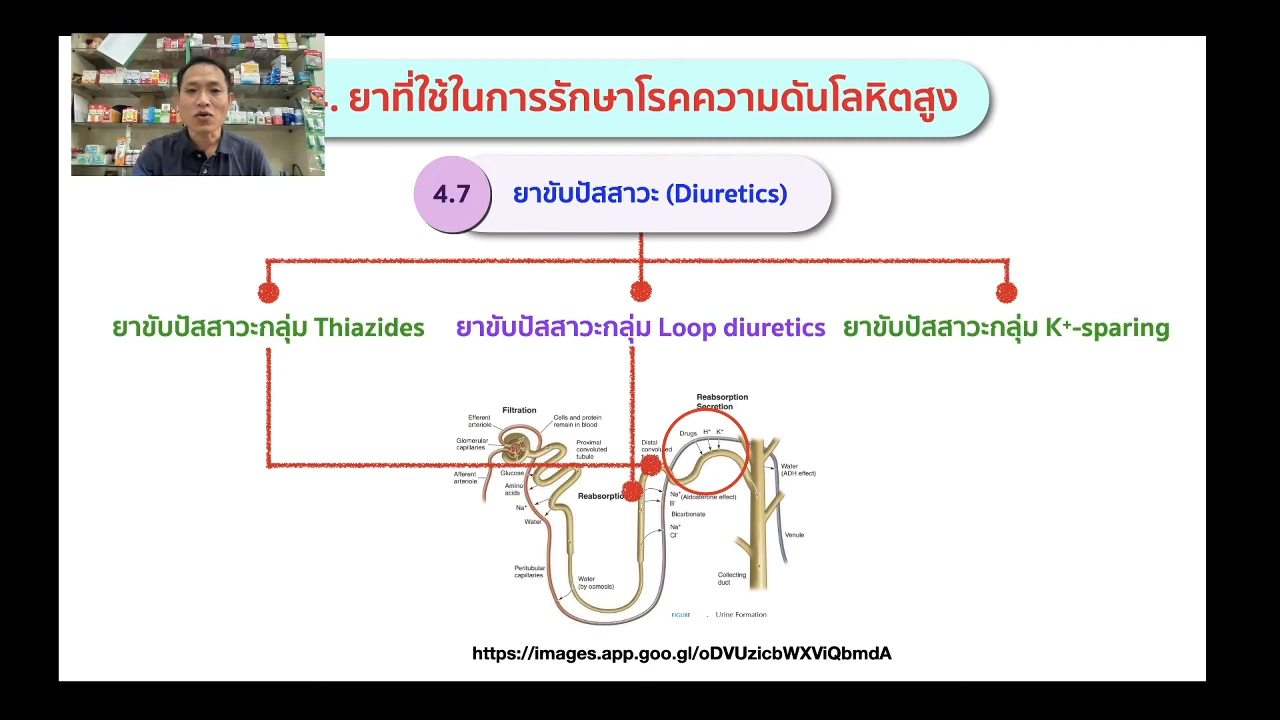 . ยาที่ใช้ในการรักษาโรคความดันโลหิตสูง
4.7 ยาขับปัสสาวะ (Diuretics)
ยาขับปัสสาวะกลุ่ม Thiazides
ยาขับปัสสาวะกลุ่ม Loop diuretics
ยาขับปัสสาวะกลุ่ม K⁺-sparing
Filtration
Efferent
arteriole
Cells and protein
remain in blood
Glomerular
capillaries
Proximal
convoluted
tubule
Afferent
arteriole
Glucose
Amino
acids
Na⁺
Water
Reabsorption
Peritubular
capillaries
Water
(by osmosis)
Reabsorption
Secretion
Drugs H⁺ K⁺
Distal
convoluted
Na⁺ (Aldosterone effect)
B⁻
Bicarbonate
Na⁺
Cl⁻
Water
(ADH effect)
Venule
Collecting
duct
FIGURE . Urine Formation
https://images.app.goo.gl/oDVUzicbWXViQbmdA